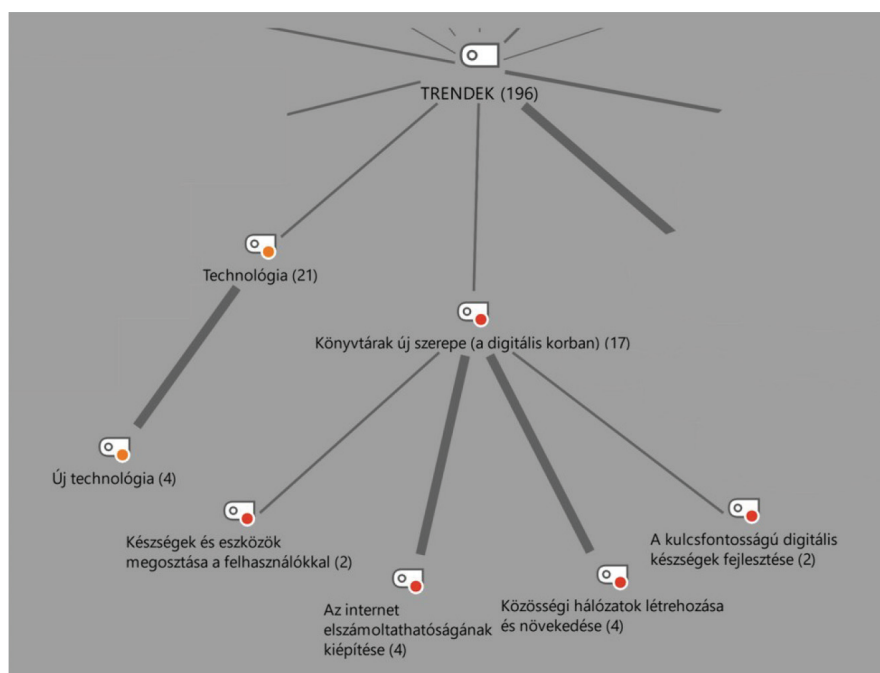 TRENDEK (196)
Technológia (21)
Könyvtárak új szerepe (a digitális korban) (17)
Új technológia (4)
Készségek és eszközök
megosztása a felhasználókkal (2)
Az internet
elszámoltathatóságának
kiépítése (4)
Közösségi hálózatok létrehozása
és növekedése (4)
A kulcsfontosságú digitális
készségek fejlesztése (2)